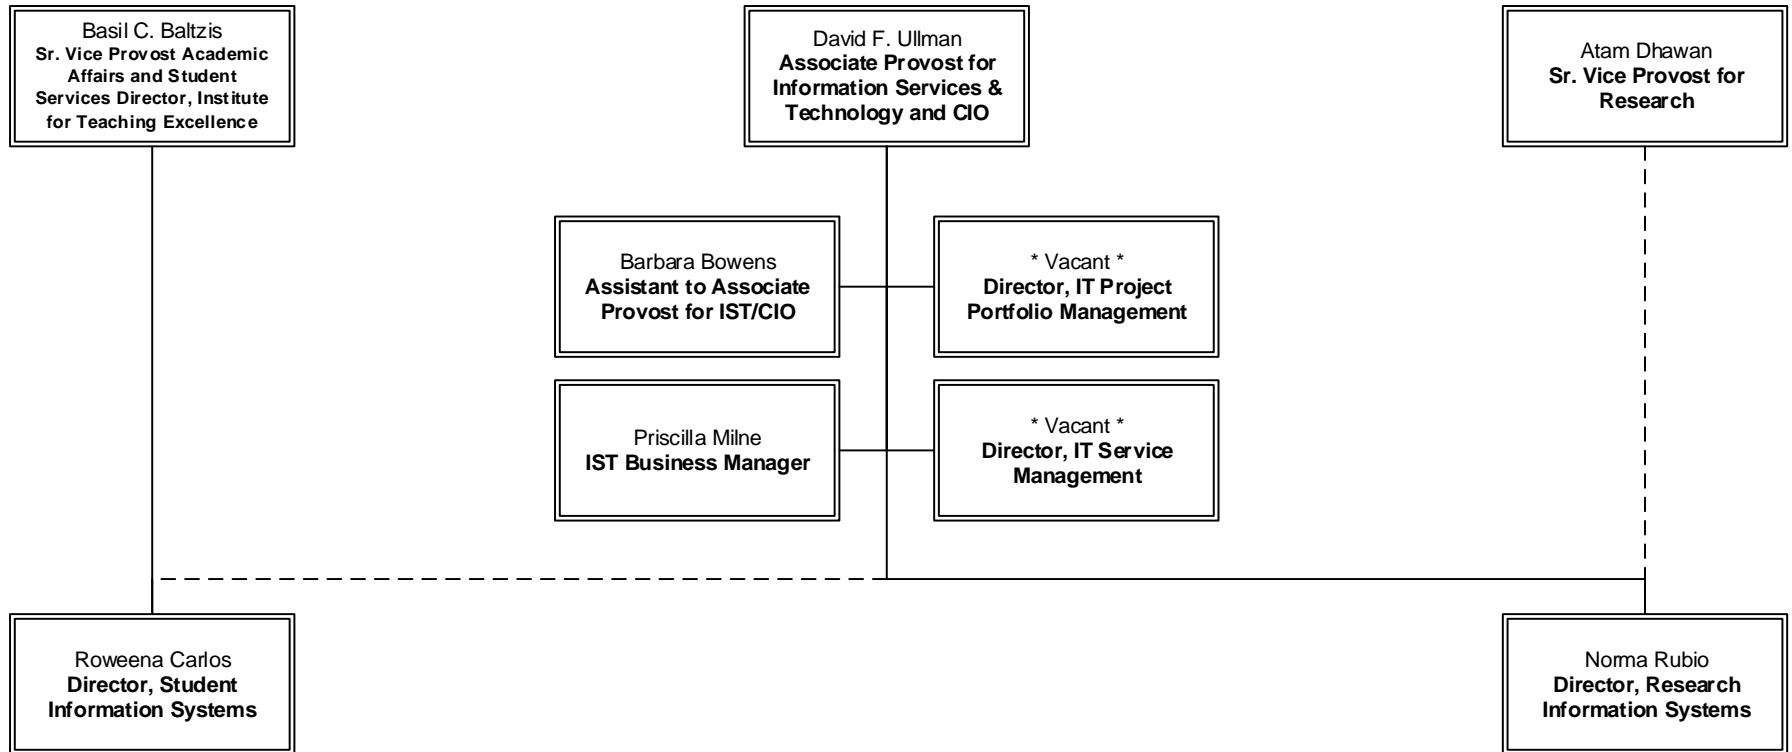 Basil C. Baltzis
Sr. Vice Provost Academic
Affairs and Student
Services Director, Institute
for Teaching Excellence
David F. Ullman
Associate Provost for
Information Services &
Technology and CIO
Atam Dhawan
Sr. Vice Provost for
Research
Barbara Bowens
Assistant to Associate
Provost for IST/CIO
* Vacant *
Director, IT Project
Portfolio Management
Priscilla Milne
IST Business Manager
* Vacant *
Director, IT Service
Management
Roweena Carlos
Director, Student
Information Systems
Norma Rubio
Director, Research
Information Systems